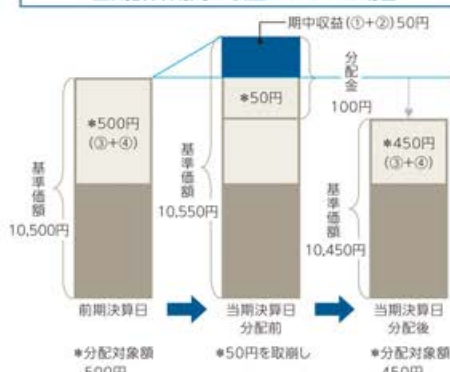 期中収益(①+②)50円
*50円
分配金
100円
*500円
(③+④)
*450円
(③+④)
基準価額
10,500円
基準価額
10,550円
基準価額
10,450円
前期決算日
当期決算日
分配前
当期決算日
分配後
*分配対象額
500円
*50円を取崩し
*分配対象額
450円